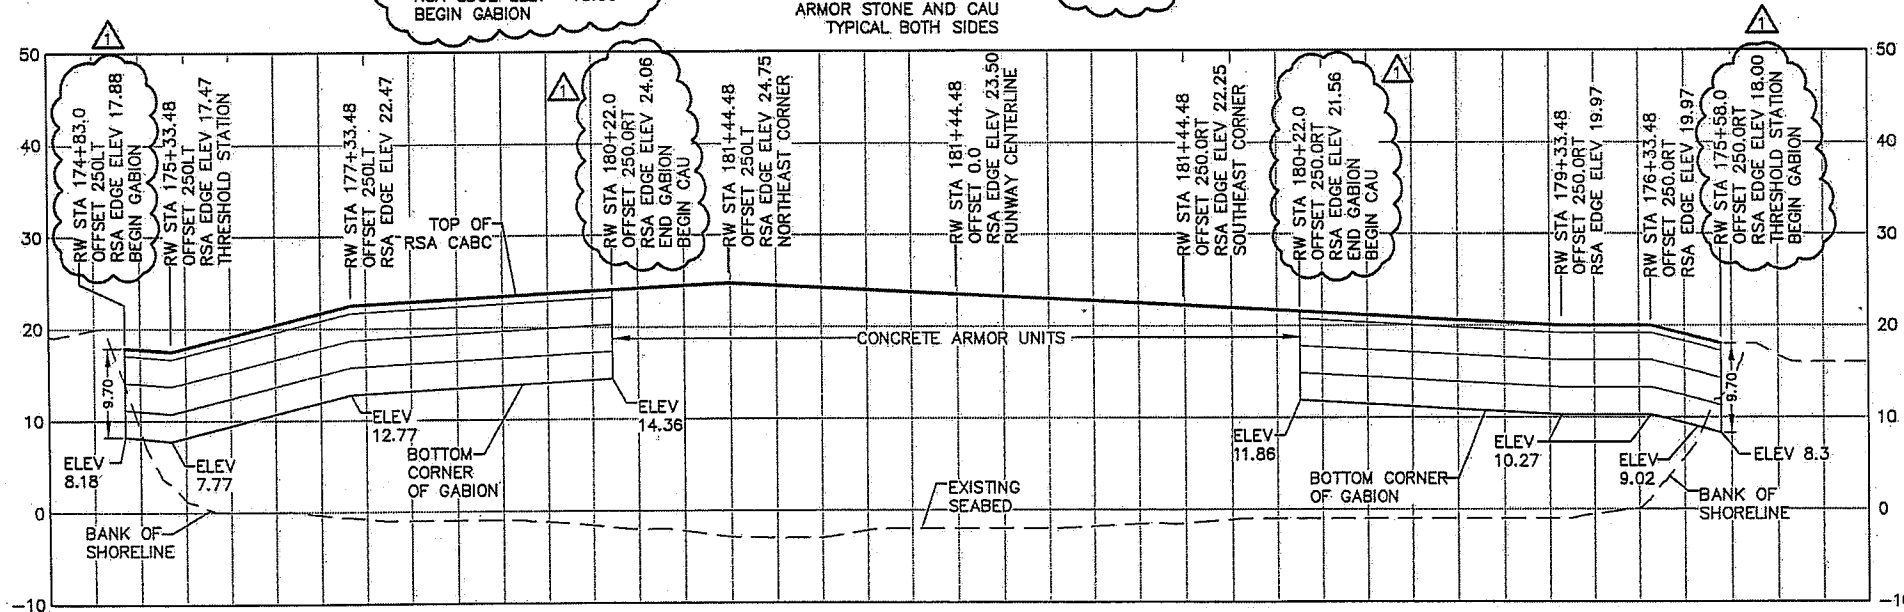 BEGIN GABION
ARMOR STONE AND CAU
TYPICAL BOTH SIDES
1
1
1
1
50
40
30
20
10
0
-10
RW STA 174+83.0
OFFSET 250LT
RSA EDGE ELEV 17.88
BEGIN GABION
RW STA 175+33.48
OFFSET 250LT
RSA EDGE ELEV 17.47
THRESHOLD STATION
RW STA 177+33.48
OFFSET 250LT
RSA EDGE ELEV 22.47
RW STA 180+22.0
OFFSET 250.0RT
RSA EDGE ELEV 24.06
END GABION
BEGIN CAU
RW STA 181+44.48
OFFSET 250LT
RSA EDGE ELEV 24.75
NORTHEAST CORNER
RW STA 181+44.48
OFFSET 0.0
RSA EDGE ELEV 23.50
RUNWAY CENTERLINE
RW STA 181+44.48
OFFSET 250.0RT
RSA EDGE ELEV 22.25
SOUTHEAST CORNER
RW STA 180+22.0
OFFSET 250.0RT
RSA EDGE ELEV 21.56
END GABION
BEGIN CAU
RW STA 179+33.48
OFFSET 250.0RT
RSA EDGE ELEV 19.97
RW STA 176+33.48
OFFSET 250.0RT
RSA EDGE ELEV 19.97
RW STA 175+58.0
OFFSET 250.0RT
RSA EDGE ELEV 18.00
THRESHOLD STATION
BEGIN GABION
TOP OF
RSA CABC
CONCRETE ARMOR UNITS
9.70
9.70
ELEV
8.18
ELEV
7.77
ELEV
12.77
BOTTOM
CORNER
OF GABION
ELEV
14.36
BANK OF
SHORELINE
EXISTING
SEABED
ELEV
11.86
BOTTOM CORNER
OF GABION
ELEV
10.27
ELEV
9.02
ELEV 8.3
BANK OF
SHORELINE
50
40
30
20
10
0